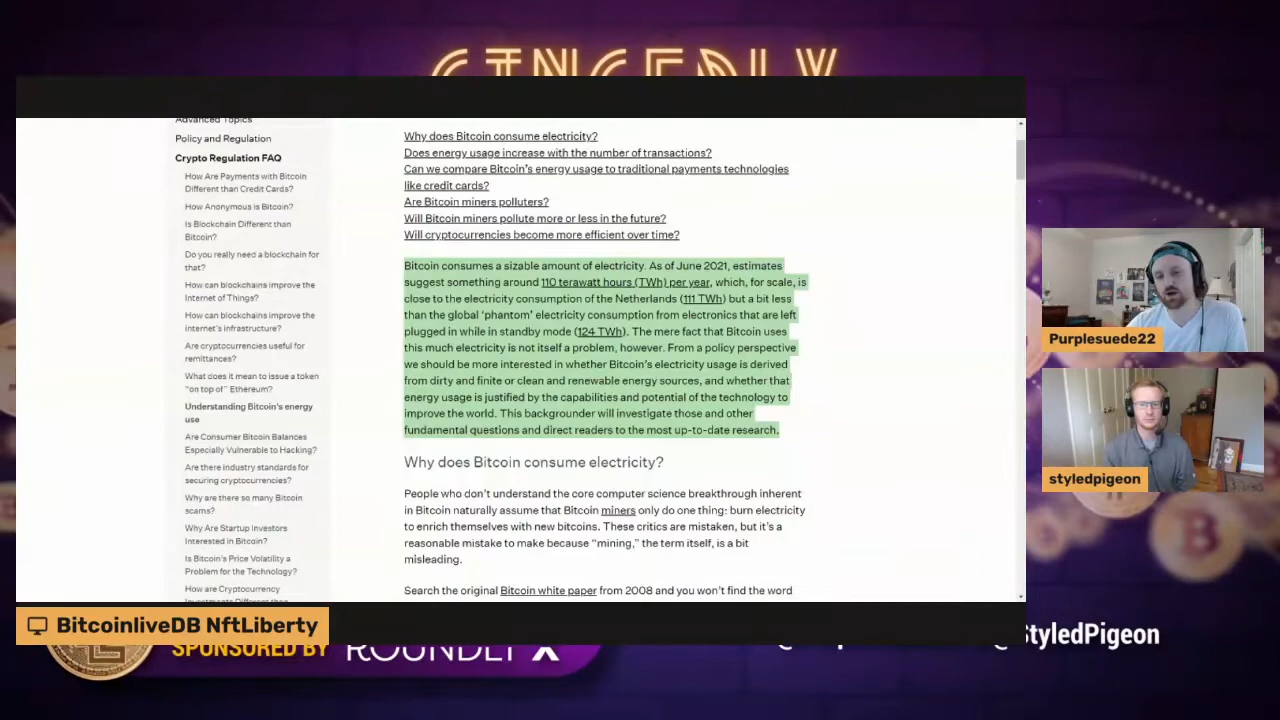 Advanced Topics
Policy and Regulation
Crypto Regulation FAQ
How Are Payments with Bitcoin
Different than Credit Cards?
How Anonymous is Bitcoin?
Is Blockchain Different than
Bitcoin?
Do you really need a blockchain for
that?
How can blockchains improve the
Internet of Things?
How can blockchains improve the
internet's infrastructure?
Are cryptocurrencies useful for
remittances?
What does it mean to issue a token
"on top of" Ethereum?
Understanding Bitcoin's energy
use
Are Consumer Bitcoin Balances
Especially Vulnerable to Hacking?
Are there industry standards for
securing cryptocurrencies?
Why are there so many Bitcoin
scams?
Why Are Startup Investors
Interested in Bitcoin?
Is Bitcoin's Price Volatility a
Problem for the Technology?
How are Cryptocurrency
Why does Bitcoin consume electricity?
Does energy usage increase with the number of transactions?
Can we compare Bitcoin's energy usage to traditional payments technologies
like credit cards?
Are Bitcoin miners polluters?
Will Bitcoin miners pollute more or less in the future?
Will cryptocurrencies become more efficient over time?
Bitcoin consumes a sizable amount of electricity. As of June 2021, estimates
suggest something around 110 terawatt hours (TWh) per year, which, for scale, is
close to the electricity consumption of the Netherlands (111 TWh) but a bit less
than the global 'phantom' electricity consumption from electronics that are left
plugged in while in standby mode (124 TWh). The mere fact that Bitcoin uses
this much electricity is not itself a problem, however. From a policy perspective
we should be more interested in whether Bitcoin's electricity usage is derived
from dirty and finite or clean and renewable energy sources, and whether that
energy usage is justified by the capabilities and potential of the technology to
improve the world. This backgrounder will investigate those and other
fundamental questions and direct readers to the most up-to-date research.
Why does Bitcoin consume electricity?
People who don't understand the core computer science breakthrough inherent
in Bitcoin naturally assume that Bitcoin miners only do one thing: burn electricity
to enrich themselves with new bitcoins. These critics are mistaken, but it's a
reasonable mistake to make because "mining," the term itself, is a bit
misleading.
Search the original Bitcoin white paper from 2008 and you won't find the word
Purplesuede22
styledpigeon
BitcoinliveDB NftLiberty
SPONSORED BY ROUNDLYX
StyledPigeon